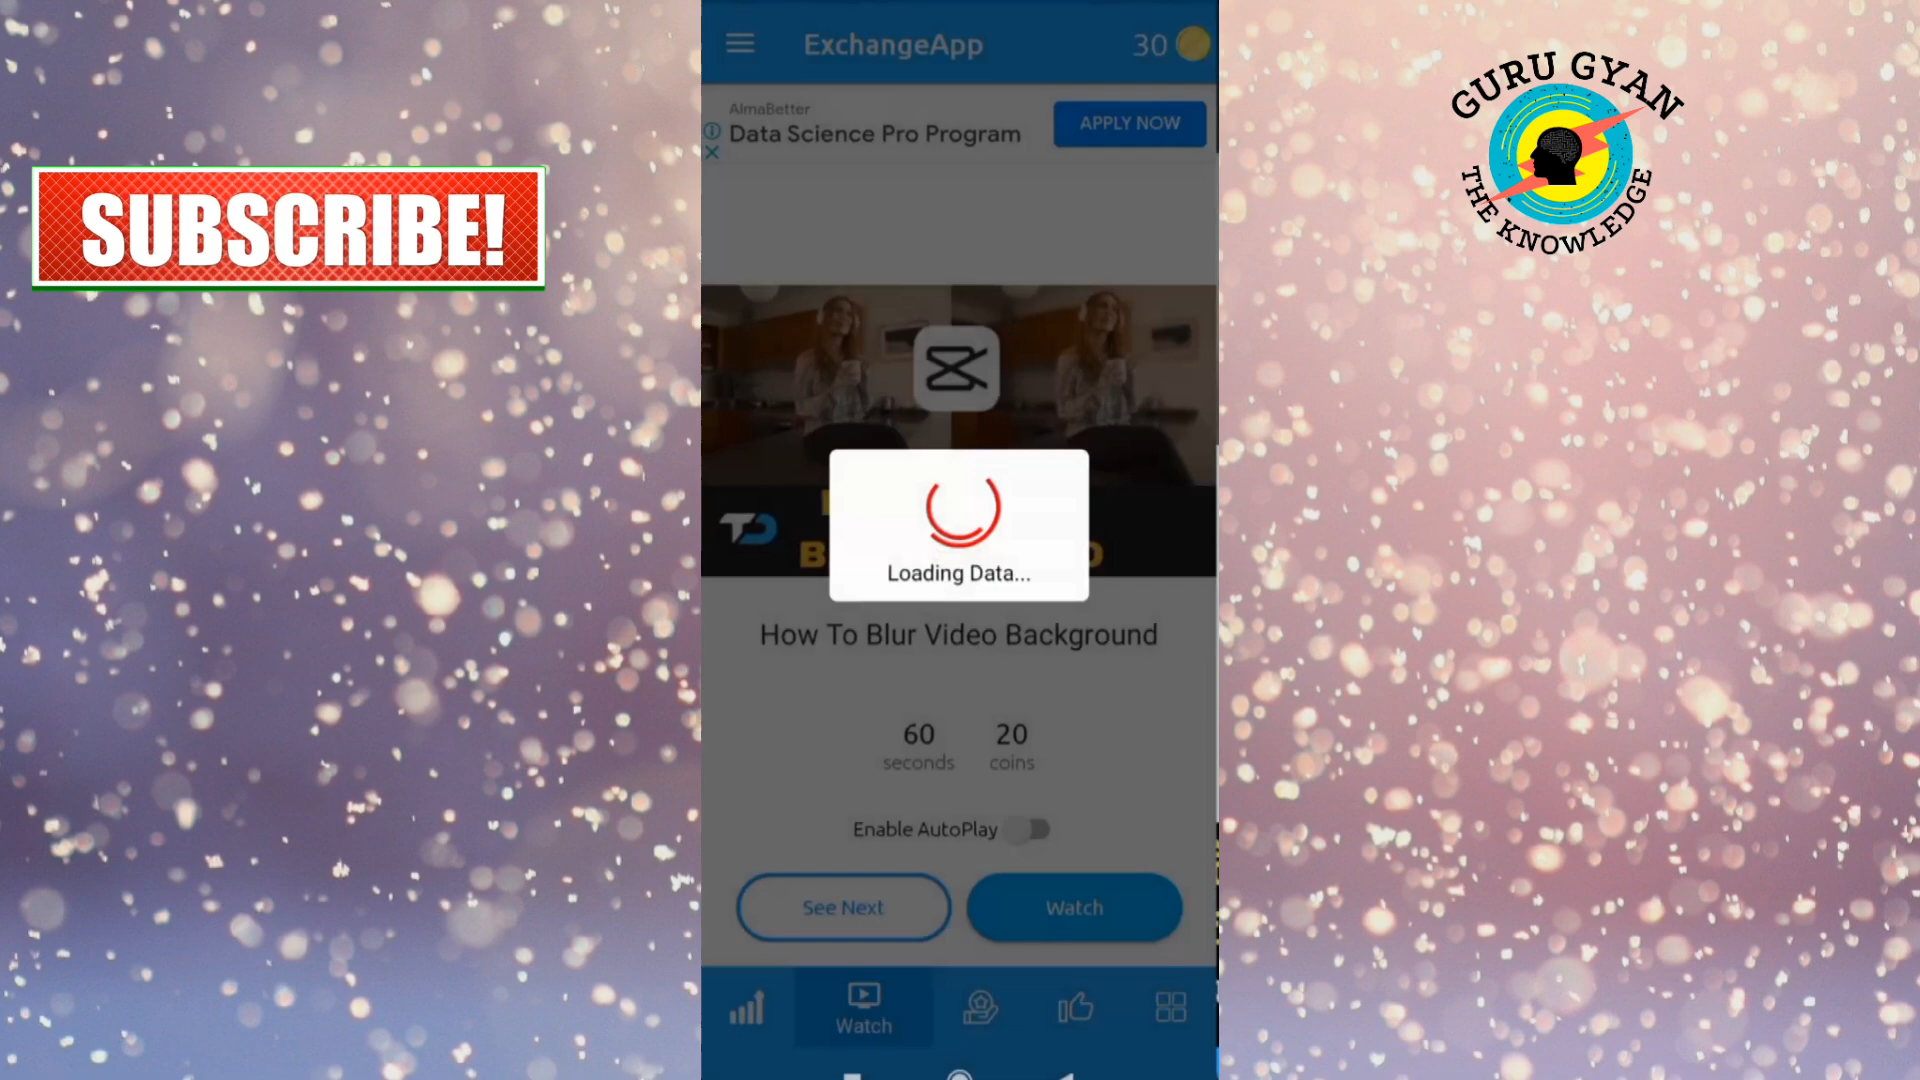 SUBSCRIBE!
ExchangeApp
30
AlmaBetter
Data Science Pro Program
APPLY NOW
Loading Data...
How To Blur Video Background
60
seconds
20
coins
Enable AutoPlay
See Next
Watch
Watch
GURU GYAN
THE KNOWLEDGE